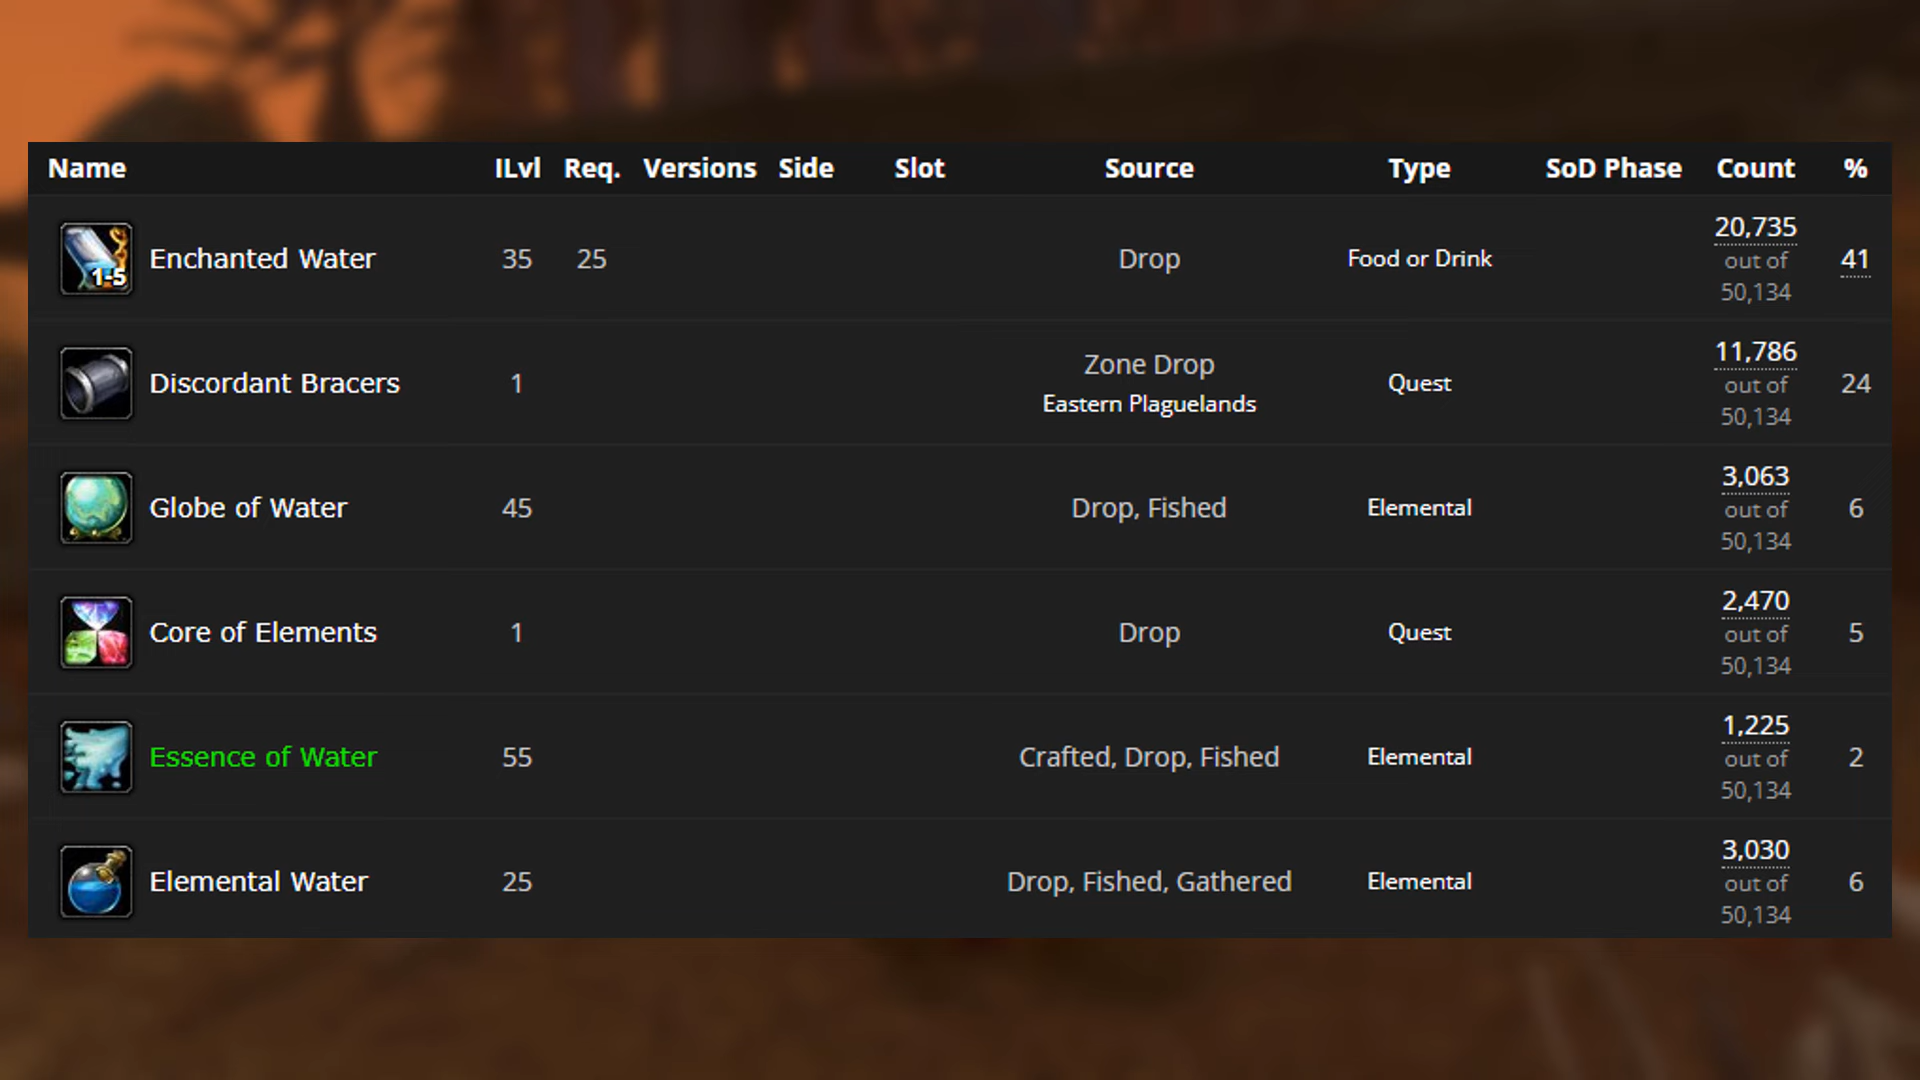 Name ILvl Req. Versions Side Slot Source Type SoD Phase Count %
1-5 Enchanted Water 35 25 Drop Food or Drink 20,735 out of 50,134 41
Discordant Bracers 1 Zone Drop Eastern Plaguelands Quest 11,786 out of 50,134 24
Globe of Water 45 Drop, Fished Elemental 3,063 out of 50,134 6
Core of Elements 1 Drop Quest 2,470 out of 50,134 5
Essence of Water 55 Crafted, Drop, Fished Elemental 1,225 out of 50,134 2
Elemental Water 25 Drop, Fished, Gathered Elemental 3,030 out of 50,134 6